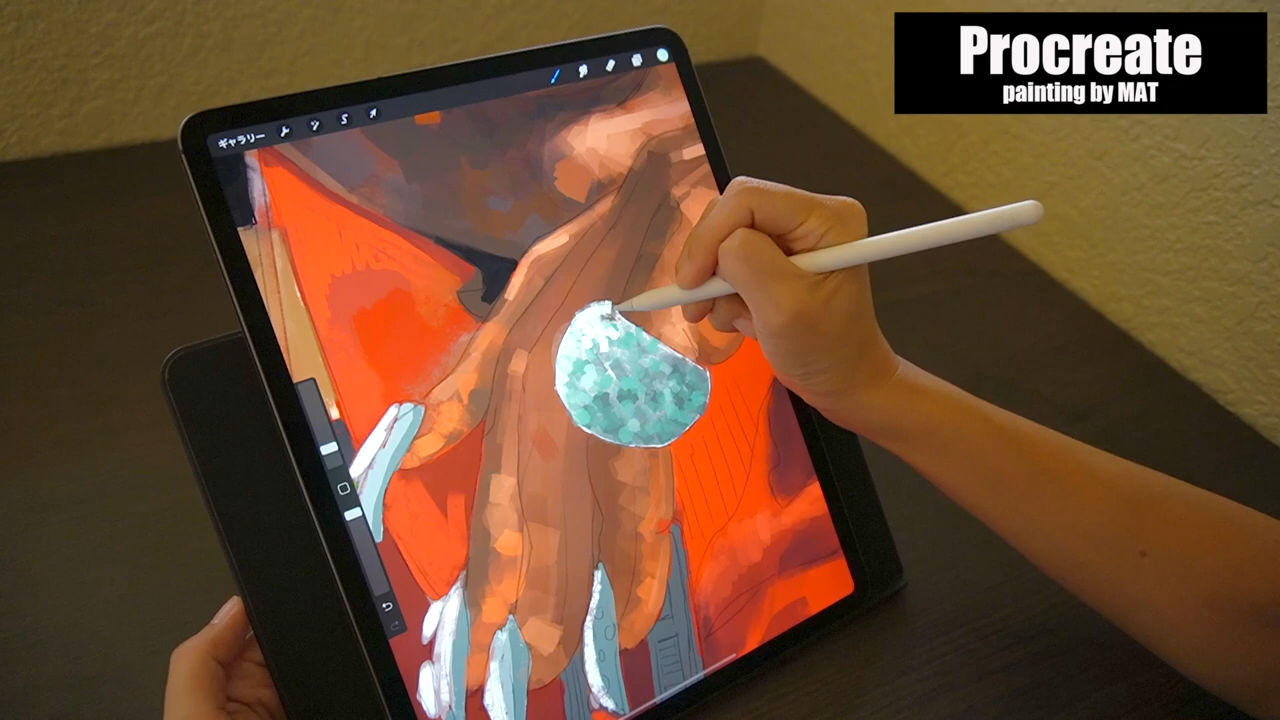 Procreate
painting by MAT
ギャラリー